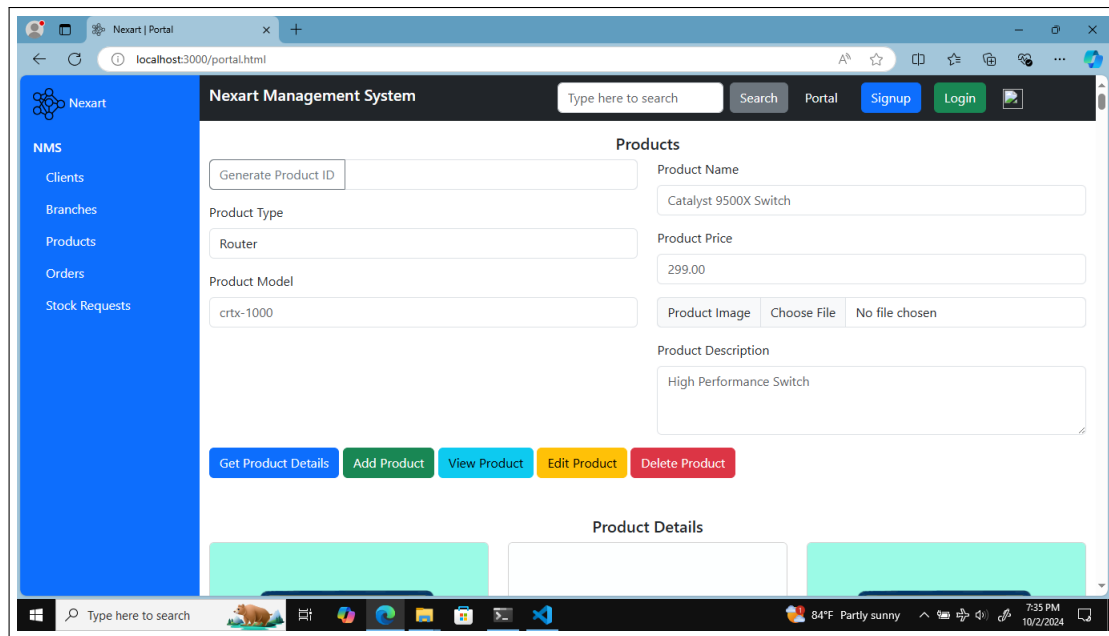 Nexart | Portal
localhost:3000/portal.html
Nexart
Nexart Management System
Type here to search
Search
Portal
Signup
Login
NMS
Clients
Branches
Products
Orders
Stock Requests
Products
Generate Product ID
Product Type
Router
Product Model
crtx-1000
Product Name
Catalyst 9500X Switch
Product Price
299.00
Product Image
Choose File
No file chosen
Product Description
High Performance Switch
Get Product Details
Add Product
View Product
Edit Product
Delete Product
Product Details
Type here to search
84°F Partly sunny
7:35 PM
10/2/2024